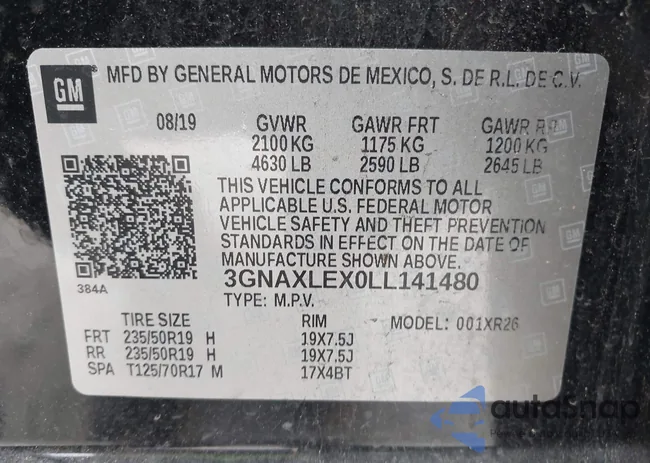 GM
MFD BY GENERAL MOTORS DE MEXICO, S. DE R.L. DE C.V.
08/19 GVWR GAWR FRT GAWR RR
2100 KG 1175 KG 1200 KG
4630 LB 2590 LB 2645 LB
THIS VEHICLE CONFORMS TO ALL
APPLICABLE U.S. FEDERAL MOTOR
VEHICLE SAFETY AND THEFT PREVENTION
STANDARDS IN EFFECT ON THE DATE OF
MANUFACTURE SHOWN ABOVE.
384A
3GNAXLEX0LL141480
TYPE: M.P.V.
TIRE SIZE RIM MODEL: 001XR26
FRT 235/50R19 H 19X7.5J
RR 235/50R19 H 19X7.5J
SPA T125/70R17 M 17X4BT
autoSnap